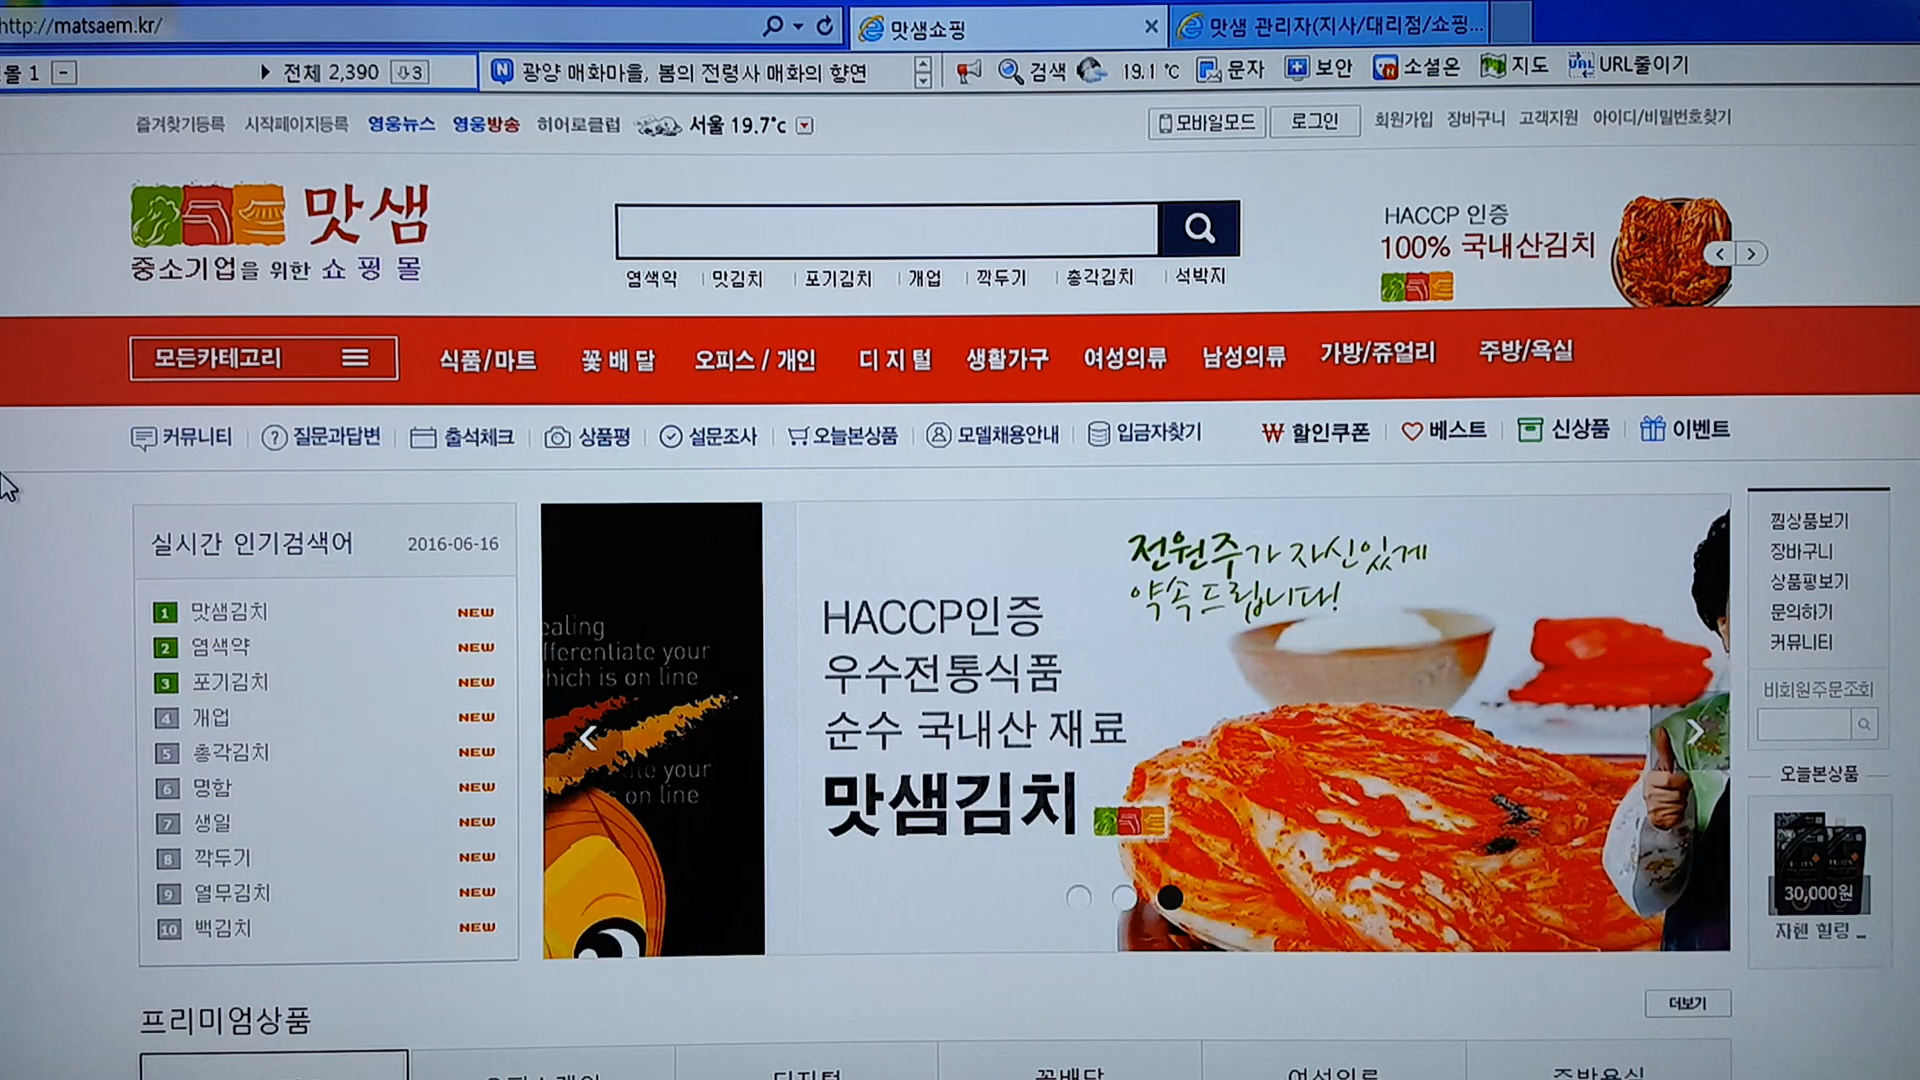 http://matsaem.kr/
맛샘쇼핑
맛샘 관리자(지사/대리점/쇼핑...
몰 1
전체 2,390
3
광양 매화마을, 봄의 전령사 매화의 향연
검색
19.1 ℃
문자
보안
소셜온
지도
URL줄이기
즐겨찾기등록
시작페이지등록
영웅뉴스
영웅방송
히어로클럽
서울 19.7℃
모바일모드
로그인
회원가입
장바구니
고객지원
아이디/비밀번호찾기
맛샘
중소기업을 위한 쇼핑몰
염색약 | 맛김치 | 포기김치 | 개업 | 깍두기 | 총각김치 | 석박지
HACCP 인증
100% 국내산김치
모든카테고리
식품/마트
꽃배달
오피스 / 개인
디지털
생활가구
여성의류
남성의류
가방/쥬얼리
주방/욕실
커뮤니티
질문과답변
출석체크
상품평
설문조사
오늘본상품
모델채용안내
입금자찾기
할인쿠폰
베스트
신상품
이벤트
실시간 인기검색어
2016-06-16
1 맛샘김치 NEW
2 염색약 NEW
3 포기김치 NEW
4 개업 NEW
5 총각김치 NEW
6 명함 NEW
7 생일 NEW
8 깍두기 NEW
9 열무김치 NEW
10 백김치 NEW
ealing
fferentiate your
hich is on line
your
on line
전원주가 자신있게
약속드립니다!
HACCP인증
우수전통식품
순수 국내산 재료
맛샘김치
찜상품보기
장바구니
상품평보기
문의하기
커뮤니티
비회원주문조회
오늘본상품
30,000원
자헨 힐링
프리미엄상품
더보기
오피스개인
디지털
꽃배달
여성의류
주방욕실